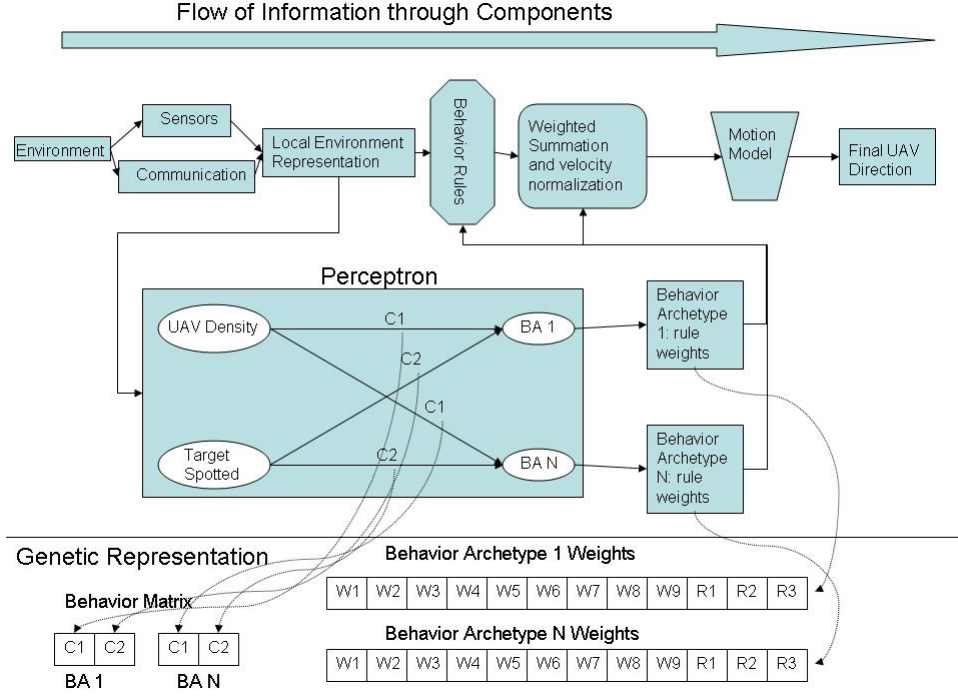 Flow of Information through Components
Environment
Sensors
Communication
Local Environment
Representation
Behavior Rules
Weighted
Summation
and velocity
normalization
Motion
Model
Final UAV
Direction
Perceptron
UAV Density
C1
BA 1
C2
C1
Target
Spotted
C2
BA N
Behavior
Archetype
1: rule
weights
Behavior
Archetype
N: rule
weights
Genetic Representation
Behavior Matrix
C1 C2
BA 1
C1 C2
BA N
Behavior Archetype 1 Weights
W1 W2 W3 W4 W5 W6 W7 W8 W9 R1 R2 R3
Behavior Archetype N Weights
W1 W2 W3 W4 W5 W6 W7 W8 W9 R1 R2 R3